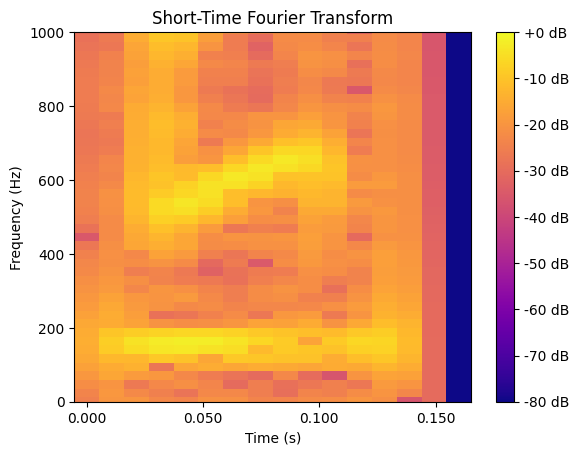 Short-Time Fourier Transform
1000
800
600
400
200
0
Frequency (Hz)
0.000
0.050
0.100
0.150
Time (s)
+0 dB
-10 dB
-20 dB
-30 dB
-40 dB
-50 dB
-60 dB
-70 dB
-80 dB